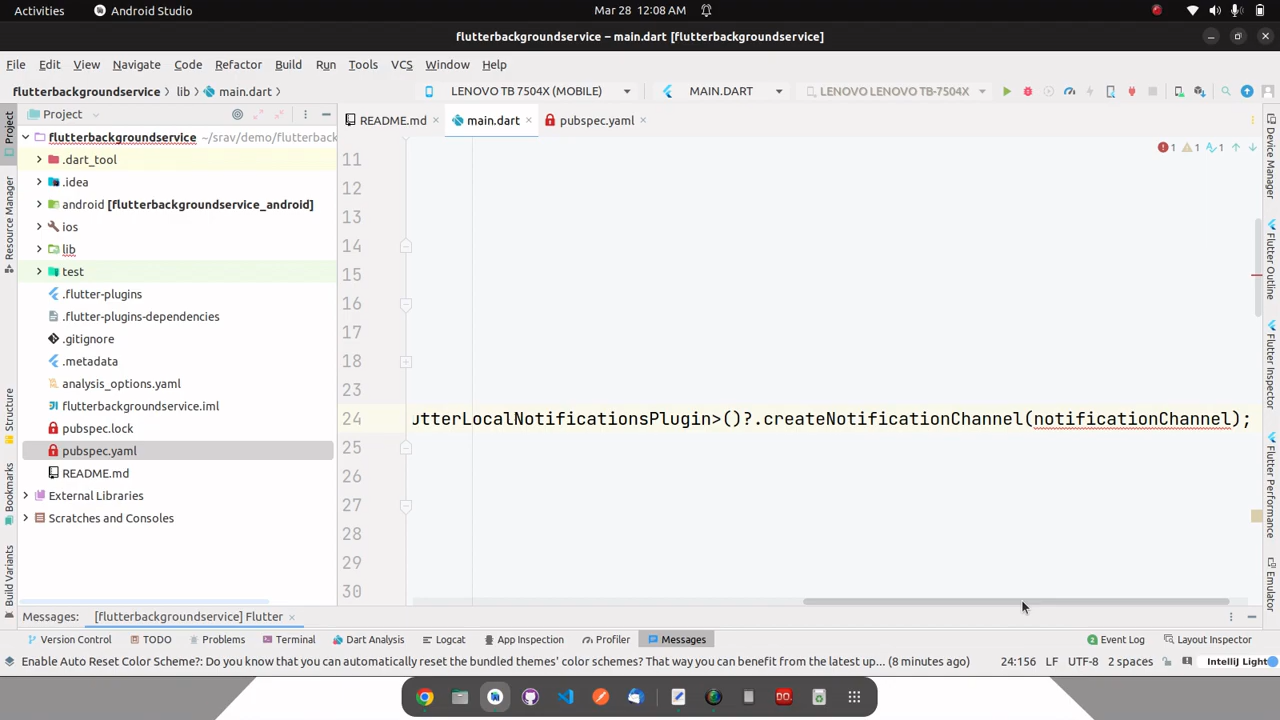 Activities
Android Studio
Mar 28 12:08 AM
flutterbackgroundservice – main.dart [flutterbackgroundservice]
File Edit View Navigate Code Refactor Build Run Tools VCS Window Help
flutterbackgroundservice lib main.dart
LENOVO TB 7504X (MOBILE)
MAIN.DART
LENOVO LENOVO TB-7504X
Project
README.md
main.dart
pubspec.yaml
flutterbackgroundservice ~/srav/demo/flutterback
.dart_tool
.idea
android [flutterbackgroundservice_android]
ios
lib
test
.flutter-plugins
.flutter-plugins-dependencies
.gitignore
.metadata
analysis_options.yaml
flutterbackgroundservice.iml
pubspec.lock
pubspec.yaml
README.md
External Libraries
Scratches and Consoles
Project
Resource Manager
Structure
Bookmarks
Build Variants
1 1 1
11
12
13
14
15
16
17
18
23
24 utterLocalNotificationsPlugin>()?.createNotificationChannel(notificationChannel);
25
26
27
28
29
30
Device Manager
Flutter Outline
Flutter Inspector
Flutter Performance
Emulator
Messages: [flutterbackgroundservice] Flutter
Version Control TODO Problems Terminal Dart Analysis Logcat App Inspection Profiler Messages
2 Event Log Layout Inspector
Enable Auto Reset Color Scheme?: Do you know that you can automatically reset the bundled themes' color schemes? That way you can benefit from the latest up... (8 minutes ago)
24:156 LF UTF-8 2 spaces IntelliJ Light
DO.